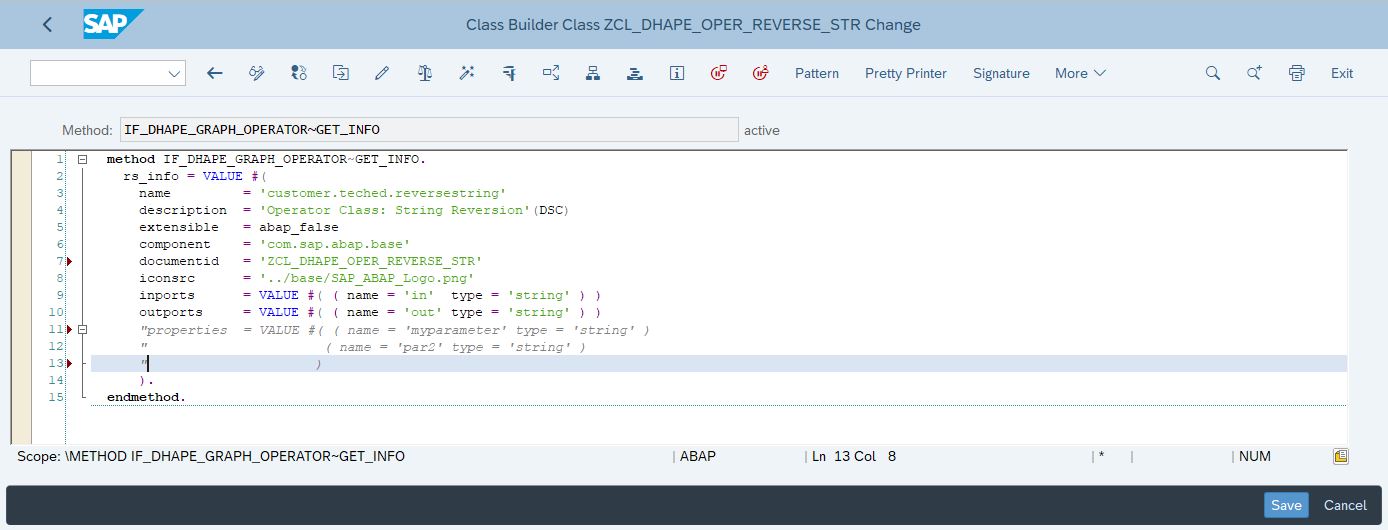 SAP Class Builder Class ZCL_DHAPE_OPER_REVERSE_STR Change
Pattern Pretty Printer Signature More Exit
Method: IF_DHAPE_GRAPH_OPERATOR~GET_INFO active
1 method IF_DHAPE_GRAPH_OPERATOR~GET_INFO.
2 rs_info = VALUE #(
3 name = 'customer.teched.reversestring'
4 description = 'Operator Class: String Reversion'(DSC)
5 extensible = abap_false
6 component = 'com.sap.abap.base'
7 documentid = 'ZCL_DHAPE_OPER_REVERSE_STR'
8 iconsrc = '../base/SAP_ABAP_Logo.png'
9 inports = VALUE #( ( name = 'in' type = 'string' ) )
10 outports = VALUE #( ( name = 'out' type = 'string' ) )
11 "properties = VALUE #( ( name = 'myparameter' type = 'string' )
12 " ( name = 'par2' type = 'string' )
13 " )
14 ).
15 endmethod.
Scope: \METHOD IF_DHAPE_GRAPH_OPERATOR~GET_INFO | ABAP | Ln 13 Col 8 | * | | NUM
Save Cancel